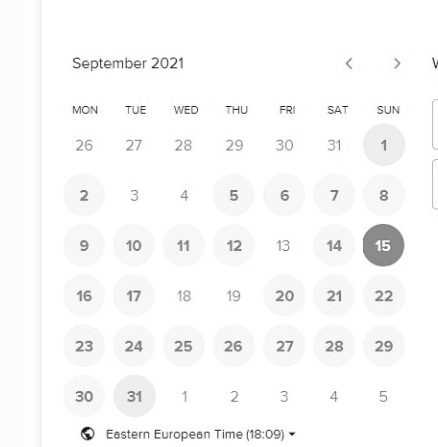 September 2021
MON TUE WED THU FRI SAT SUN
26 27 28 29 30 31 1
2 3 4 5 6 7 8
9 10 11 12 13 14 15
16 17 18 19 20 21 22
23 24 25 26 27 28 29
30 31 1 2 3 4 5
Eastern European Time (18:09)